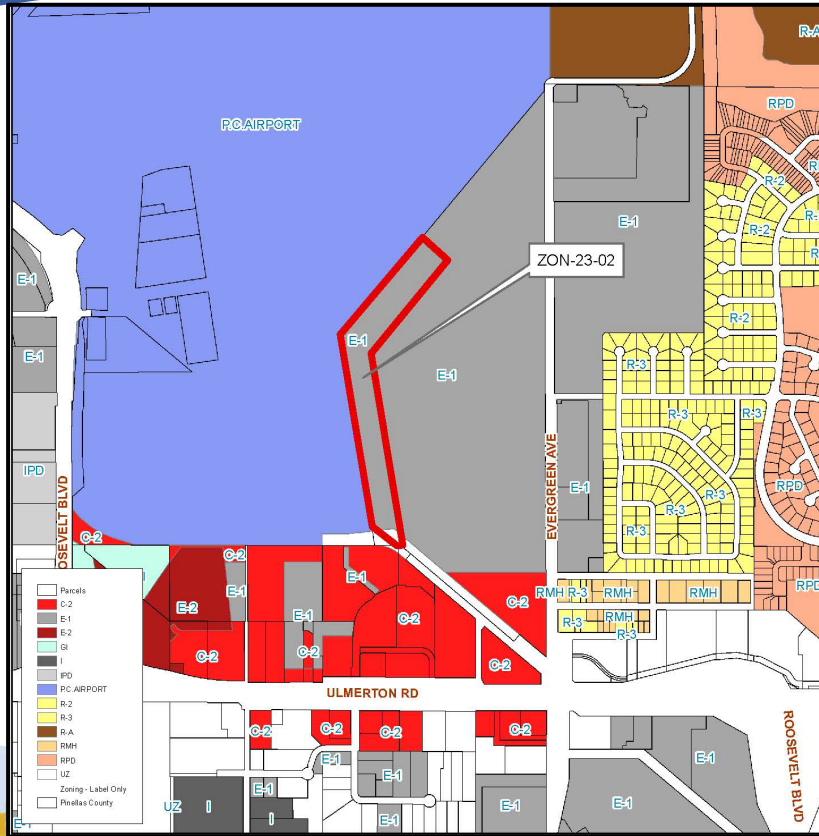 R-A
RPD
P.C.AIRPORT
R-2
R-2
R-
E-1
E-1
ZON-23-02
R-2
E-1
E-1
R-3
E-1
R-3
R-3
IPD
OSEVELT BLVD
EVERGREEN AVE
E-1
R-3
RPD
R-3
R-3
C-2
C-2
E-1
E-1
E-2
E-1
C-2
C-2
C-2
RMH
R-3
RMH
RMH
RPD
RMH
R-3
R-3
C-2
C-2
ULMERTON RD
C-2
C-2
C-2
C-2
E-1
E-1
E-1
E-1
E-1
E-1
E-1
UZ
I
I
ROOSEVELT BLVD
Parcels
C-2
E-1
E-2
GI
I
IPD
P.C.AIRPORT
R-2
R-3
R-A
RMH
RPD
UZ
Zoning - Label Only
Pinellas County